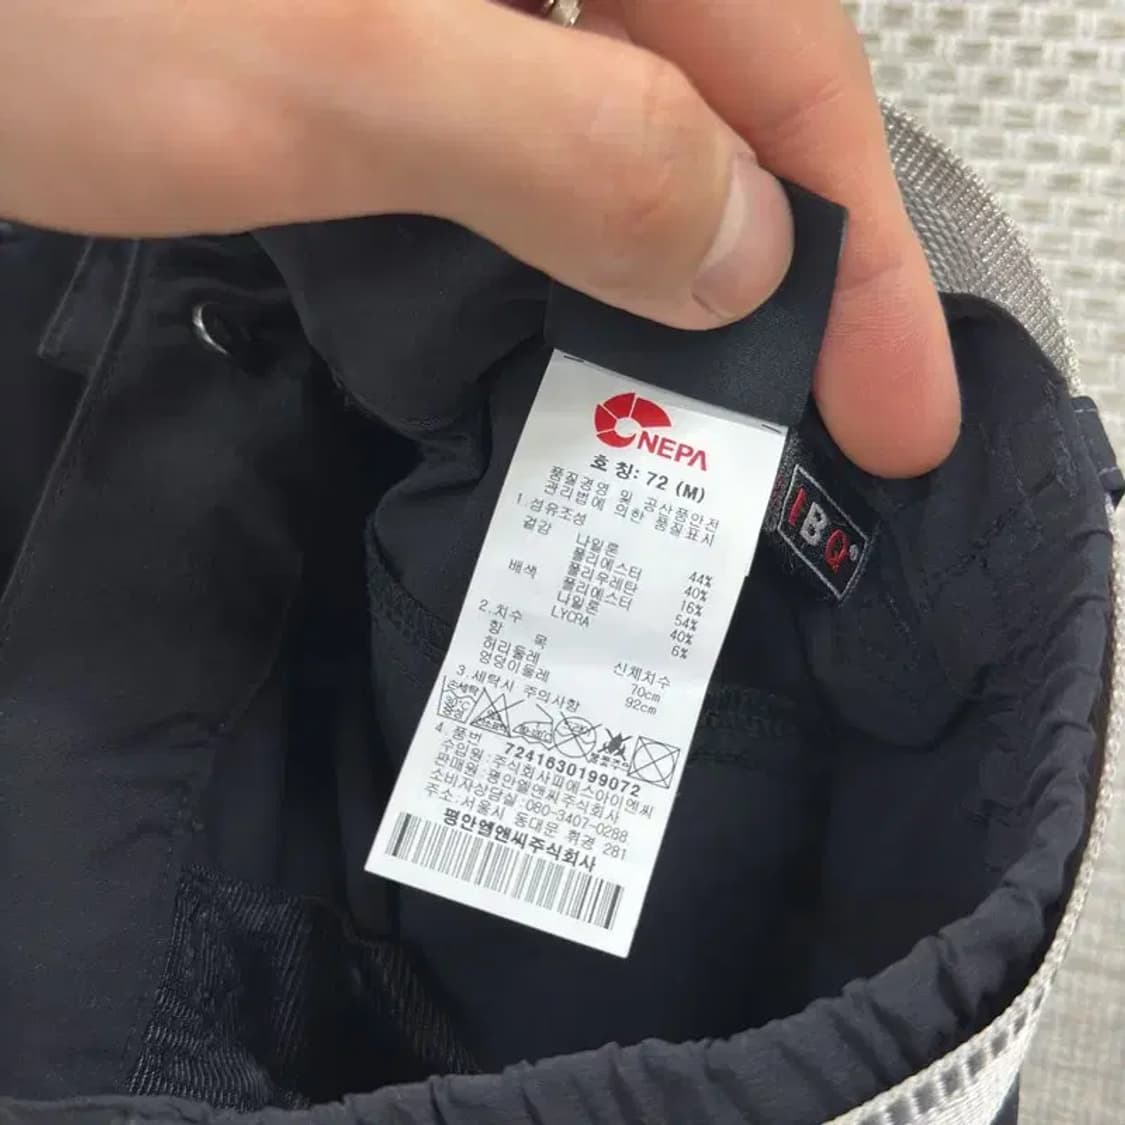 NEPA
호 칭: 72 (M)
품질경영 및 공산품안전
관리법에 의한 품질표시
1.섬유조성
겉감 나일론 44%
폴리에스터 40%
폴리우레탄 16%
배색 폴리에스터 54%
나일론 40%
LYCRA 6%
2.치수
항 목 신체치수
허리둘레 70cm
엉덩이둘레 92cm
3.세탁시 주의사항
손세탁
불꽃주의
4.품번 7241630199072
수입원:주식회사피에스아이엔씨
판매원:평안엘앤씨주식회사
소비자상담실:080-3407-0288
주소:서울시 동대문 휘경 281
평안엘앤씨주식회사
IBQ®